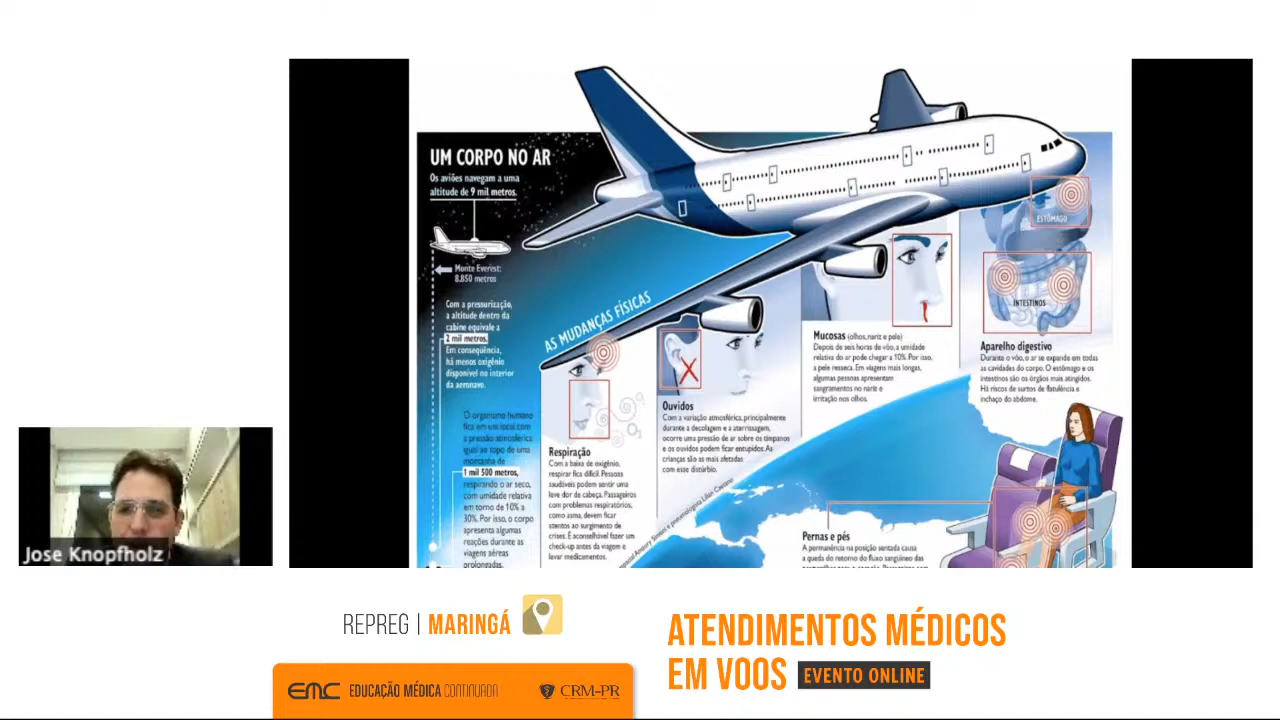 UM CORPO NO AR
Os aviões navegam a uma
altitude de 9 mil metros.
Monte Everist:
8.850 metros
Com a pressurização,
a altitude dentro da
cabine equivale a
2 mil metros.
Em conseqüência,
há menos oxigênio
disponível no interior
da aeronavo.
O organismo humano
fica em um local com
a pressão atmosférica
igual ao topo de uma
montanha de
1 mil 500 metros,
respirando o ar seco,
com umidade relativa
em torno de 10% a
30%. Por isso, o corpo
apresenta algumas
reações durante as
viagens aéreas
prolongadas.
AS MUDANÇAS FÍSICAS
Respiração
Com a baixa de oxigênio,
respirar fica difícil. Pessoas
saudáveis podem sentir uma
leve dor de cabeça. Passageiros
com problemas respiratórios,
como asma, devem ficar
atentos ao surgimento de
crises. É aconselhável fazer um
check-up antes da viagem e
levar medicamentos.
Ouvidos
Com a variação atmosférica, principalmente
durante a decolagem e a aterrissagem,
ocorre uma pressão de ar sobre os tímpanos
e os ouvidos podem ficar entupidos. As
crianças são as mais afetadas
com esse distúrbio.
Mucosas (olhos, nariz e pele)
Depois de seis horas de vôo, a umidade
relativa do ar pode chegar a 10%. Por isso,
a pele resseca. Em viagens mais longas,
algumas pessoas apresentam
sangramentos no nariz e
irritação nos olhos.
ESTÔMAGO
INTESTINOS
Aparelho digestivo
Durante o vôo, o ar se expande em todas
as cavidades do corpo. O estômago e os
intestinos são os órgãos mais atingidos.
Há riscos de surtos de flatulência e
inchaço do abdome.
Pernas e pés
A permanência na posição sentada causa
a queda do retorno do fluxo sanguíneo das
Jose Knopfholz
REPREG | MARINGÁ
EMC EDUCAÇÃO MÉDICA CONTINUADA
CRM-PR
ATENDIMENTOS MÉDICOS
EM VOOS EVENTO ONLINE